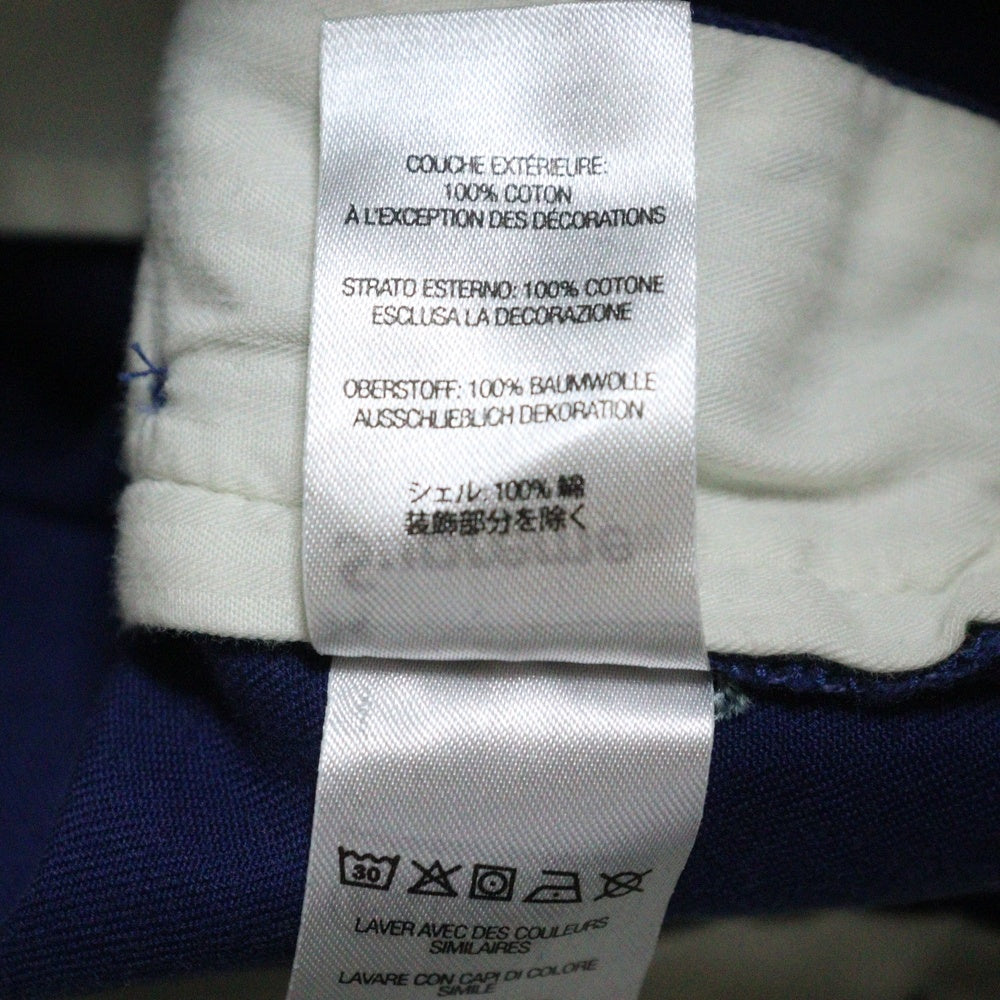 COUCHE EXTÉRIEURE:
100% COTON
À L'EXCEPTION DES DÉCORATIONS
STRATO ESTERNO: 100% COTONE
ESCLUSA LA DECORAZIONE
OBERSTOFF: 100% BAUMWOLLE
AUSSCHLIEBLICH DEKORATION
シェル: 100% 綿
装飾部分を除く
30
LAVER AVEC DES COULEURS
SIMILAIRES
LAVARE CON CAPI DI COLORE
SIMILE